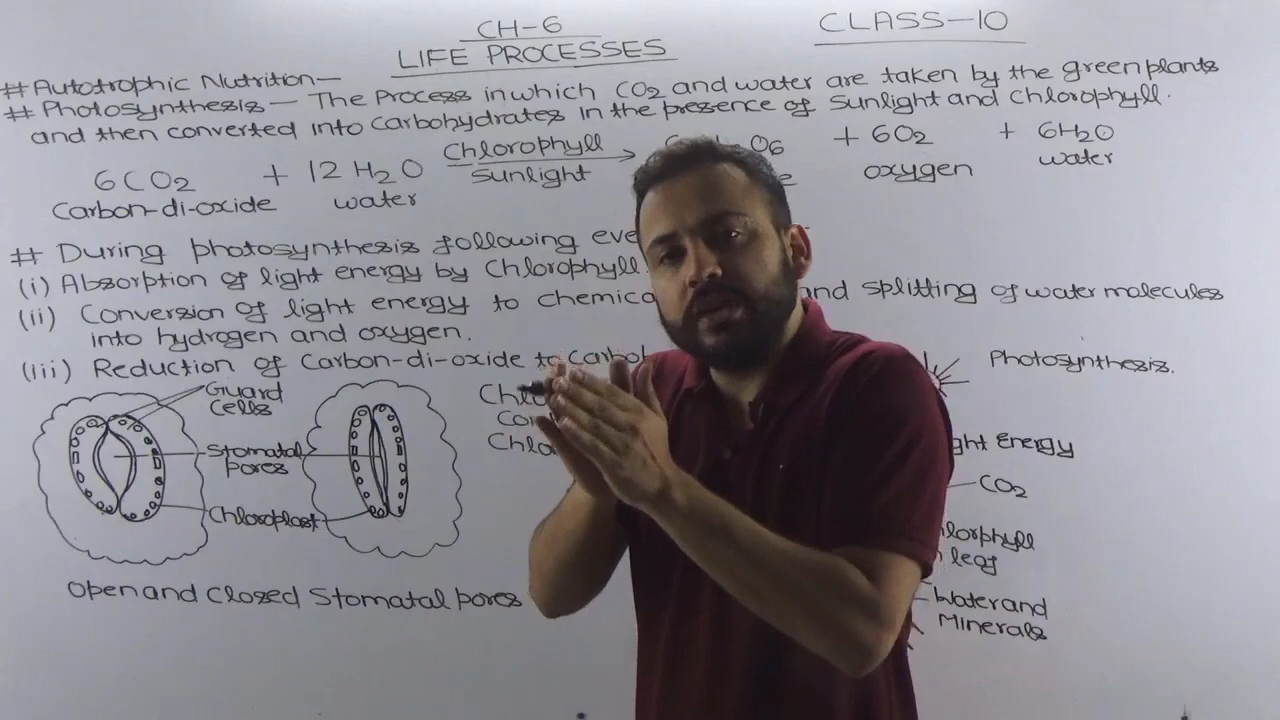 CH-6
CLASS-10
LIFE PROCESSES
# Autotrophic Nutrition-
# Photosynthesis- The Process in which CO2 and water are taken by the green plants
and then converted into Carbohydrates in the presence of Sunlight and Chlorophyll.
6CO2 + 12H2O Chlorophyll O6 + 6O2 + 6H2O
Carbon-di-oxide water Sunlight oxygen water
# During photosynthesis following
(i) Absorption of light energy by Chlorophyll.
(ii) Conversion of light energy to and splitting of water molecules
into hydrogen and oxygen.
(iii) Reduction of Carbon-di-oxide to
Photosynthesis.
Guard
Cells
Stomatal
pores
Energy
CO2
Chloroplast
leaf
Open and Closed Stomatal pores
Water and
Minerals